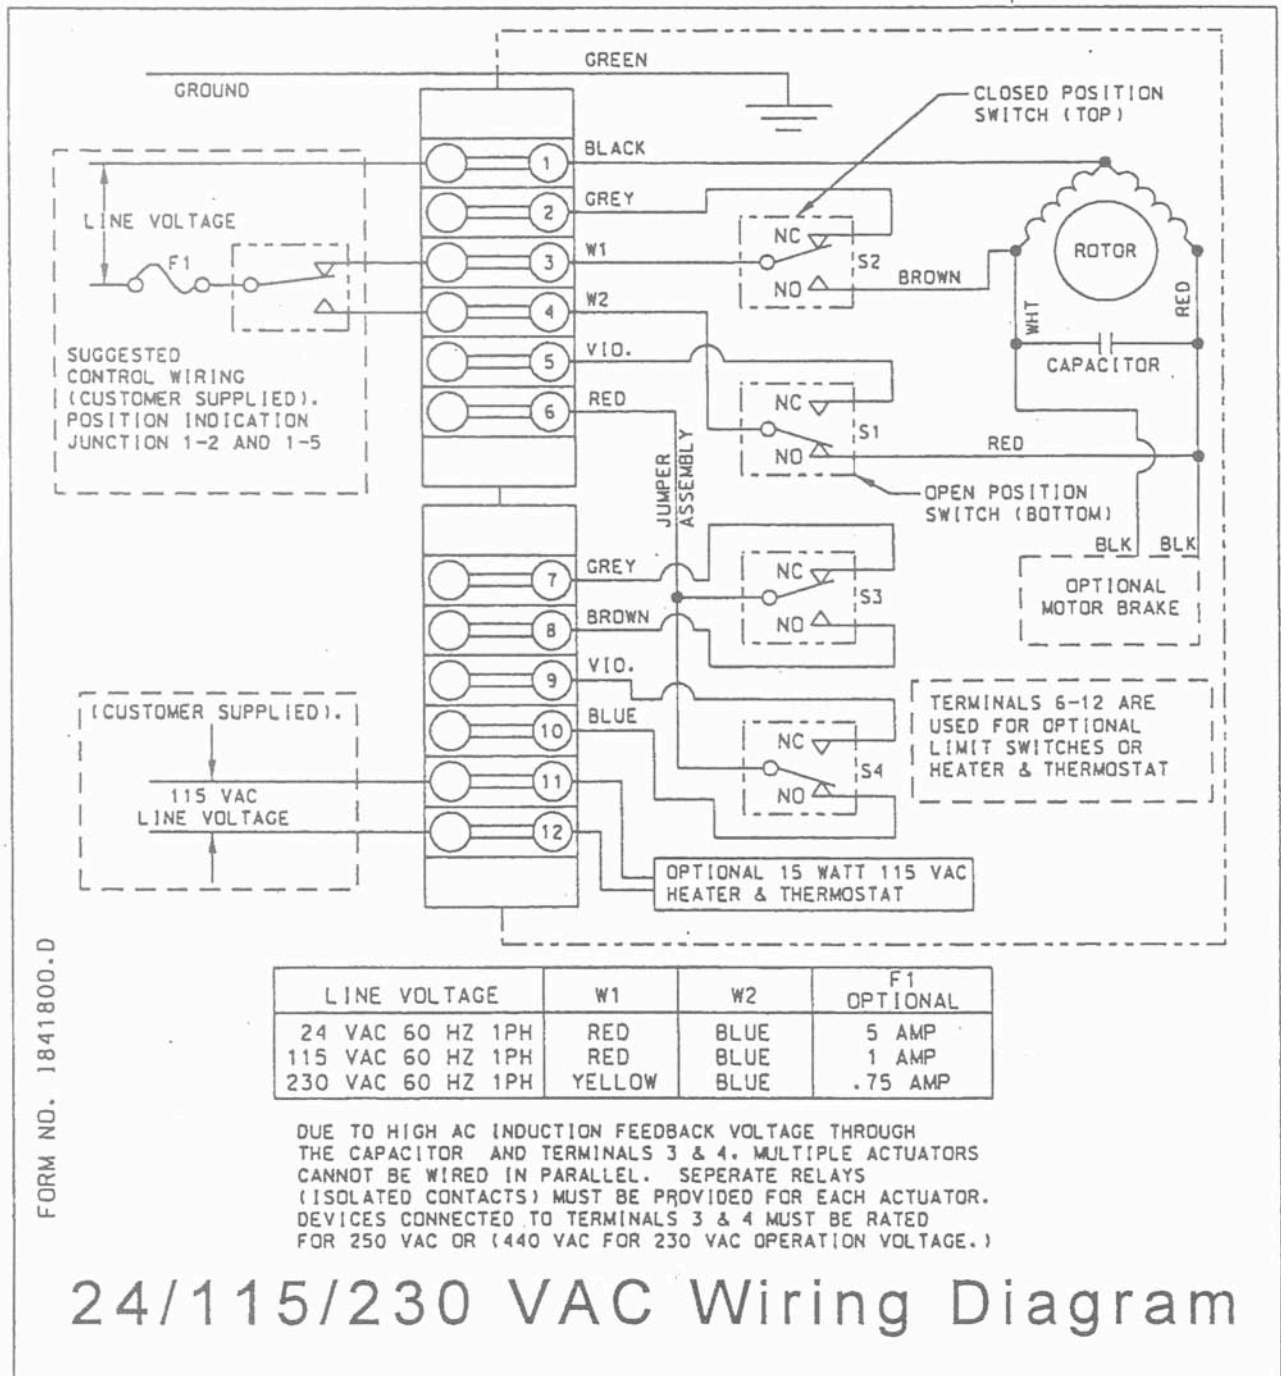 GREEN
GROUND
CLOSED POSITION
SWITCH (TOP)
1
BLACK
2
GREY
LINE VOLTAGE
F1
3
W1
NC
S2
NO
BROWN
ROTOR
WHT
RED
4
W2
CAPACITOR
5
VIO.
SUGGESTED
CONTROL WIRING
(CUSTOMER SUPPLIED).
POSITION INDICATION
JUNCTION 1-2 AND 1-5
6
RED
NC
S1
NO
RED
JUMPER
ASSEMBLY
OPEN POSITION
SWITCH (BOTTOM)
BLK BLK
OPTIONAL
MOTOR BRAKE
7
GREY
NC
S3
NO
8
BROWN
9
VIO.
10
BLUE
NC
S4
NO
TERMINALS 6-12 ARE
USED FOR OPTIONAL
LIMIT SWITCHES OR
HEATER & THERMOSTAT
(CUSTOMER SUPPLIED).
115 VAC
LINE VOLTAGE
11
12
OPTIONAL 15 WATT 115 VAC
HEATER & THERMOSTAT
FORM NO. 1841800.D
LINE VOLTAGE W1 W2 F1 OPTIONAL
24 VAC 60 HZ 1PH RED BLUE 5 AMP
115 VAC 60 HZ 1PH RED BLUE 1 AMP
230 VAC 60 HZ 1PH YELLOW BLUE .75 AMP
DUE TO HIGH AC INDUCTION FEEDBACK VOLTAGE THROUGH
THE CAPACITOR AND TERMINALS 3 & 4. MULTIPLE ACTUATORS
CANNOT BE WIRED IN PARALLEL. SEPERATE RELAYS
(ISOLATED CONTACTS) MUST BE PROVIDED FOR EACH ACTUATOR.
DEVICES CONNECTED TO TERMINALS 3 & 4 MUST BE RATED
FOR 250 VAC OR (440 VAC FOR 230 VAC OPERATION VOLTAGE.)
24/115/230 VAC Wiring Diagram